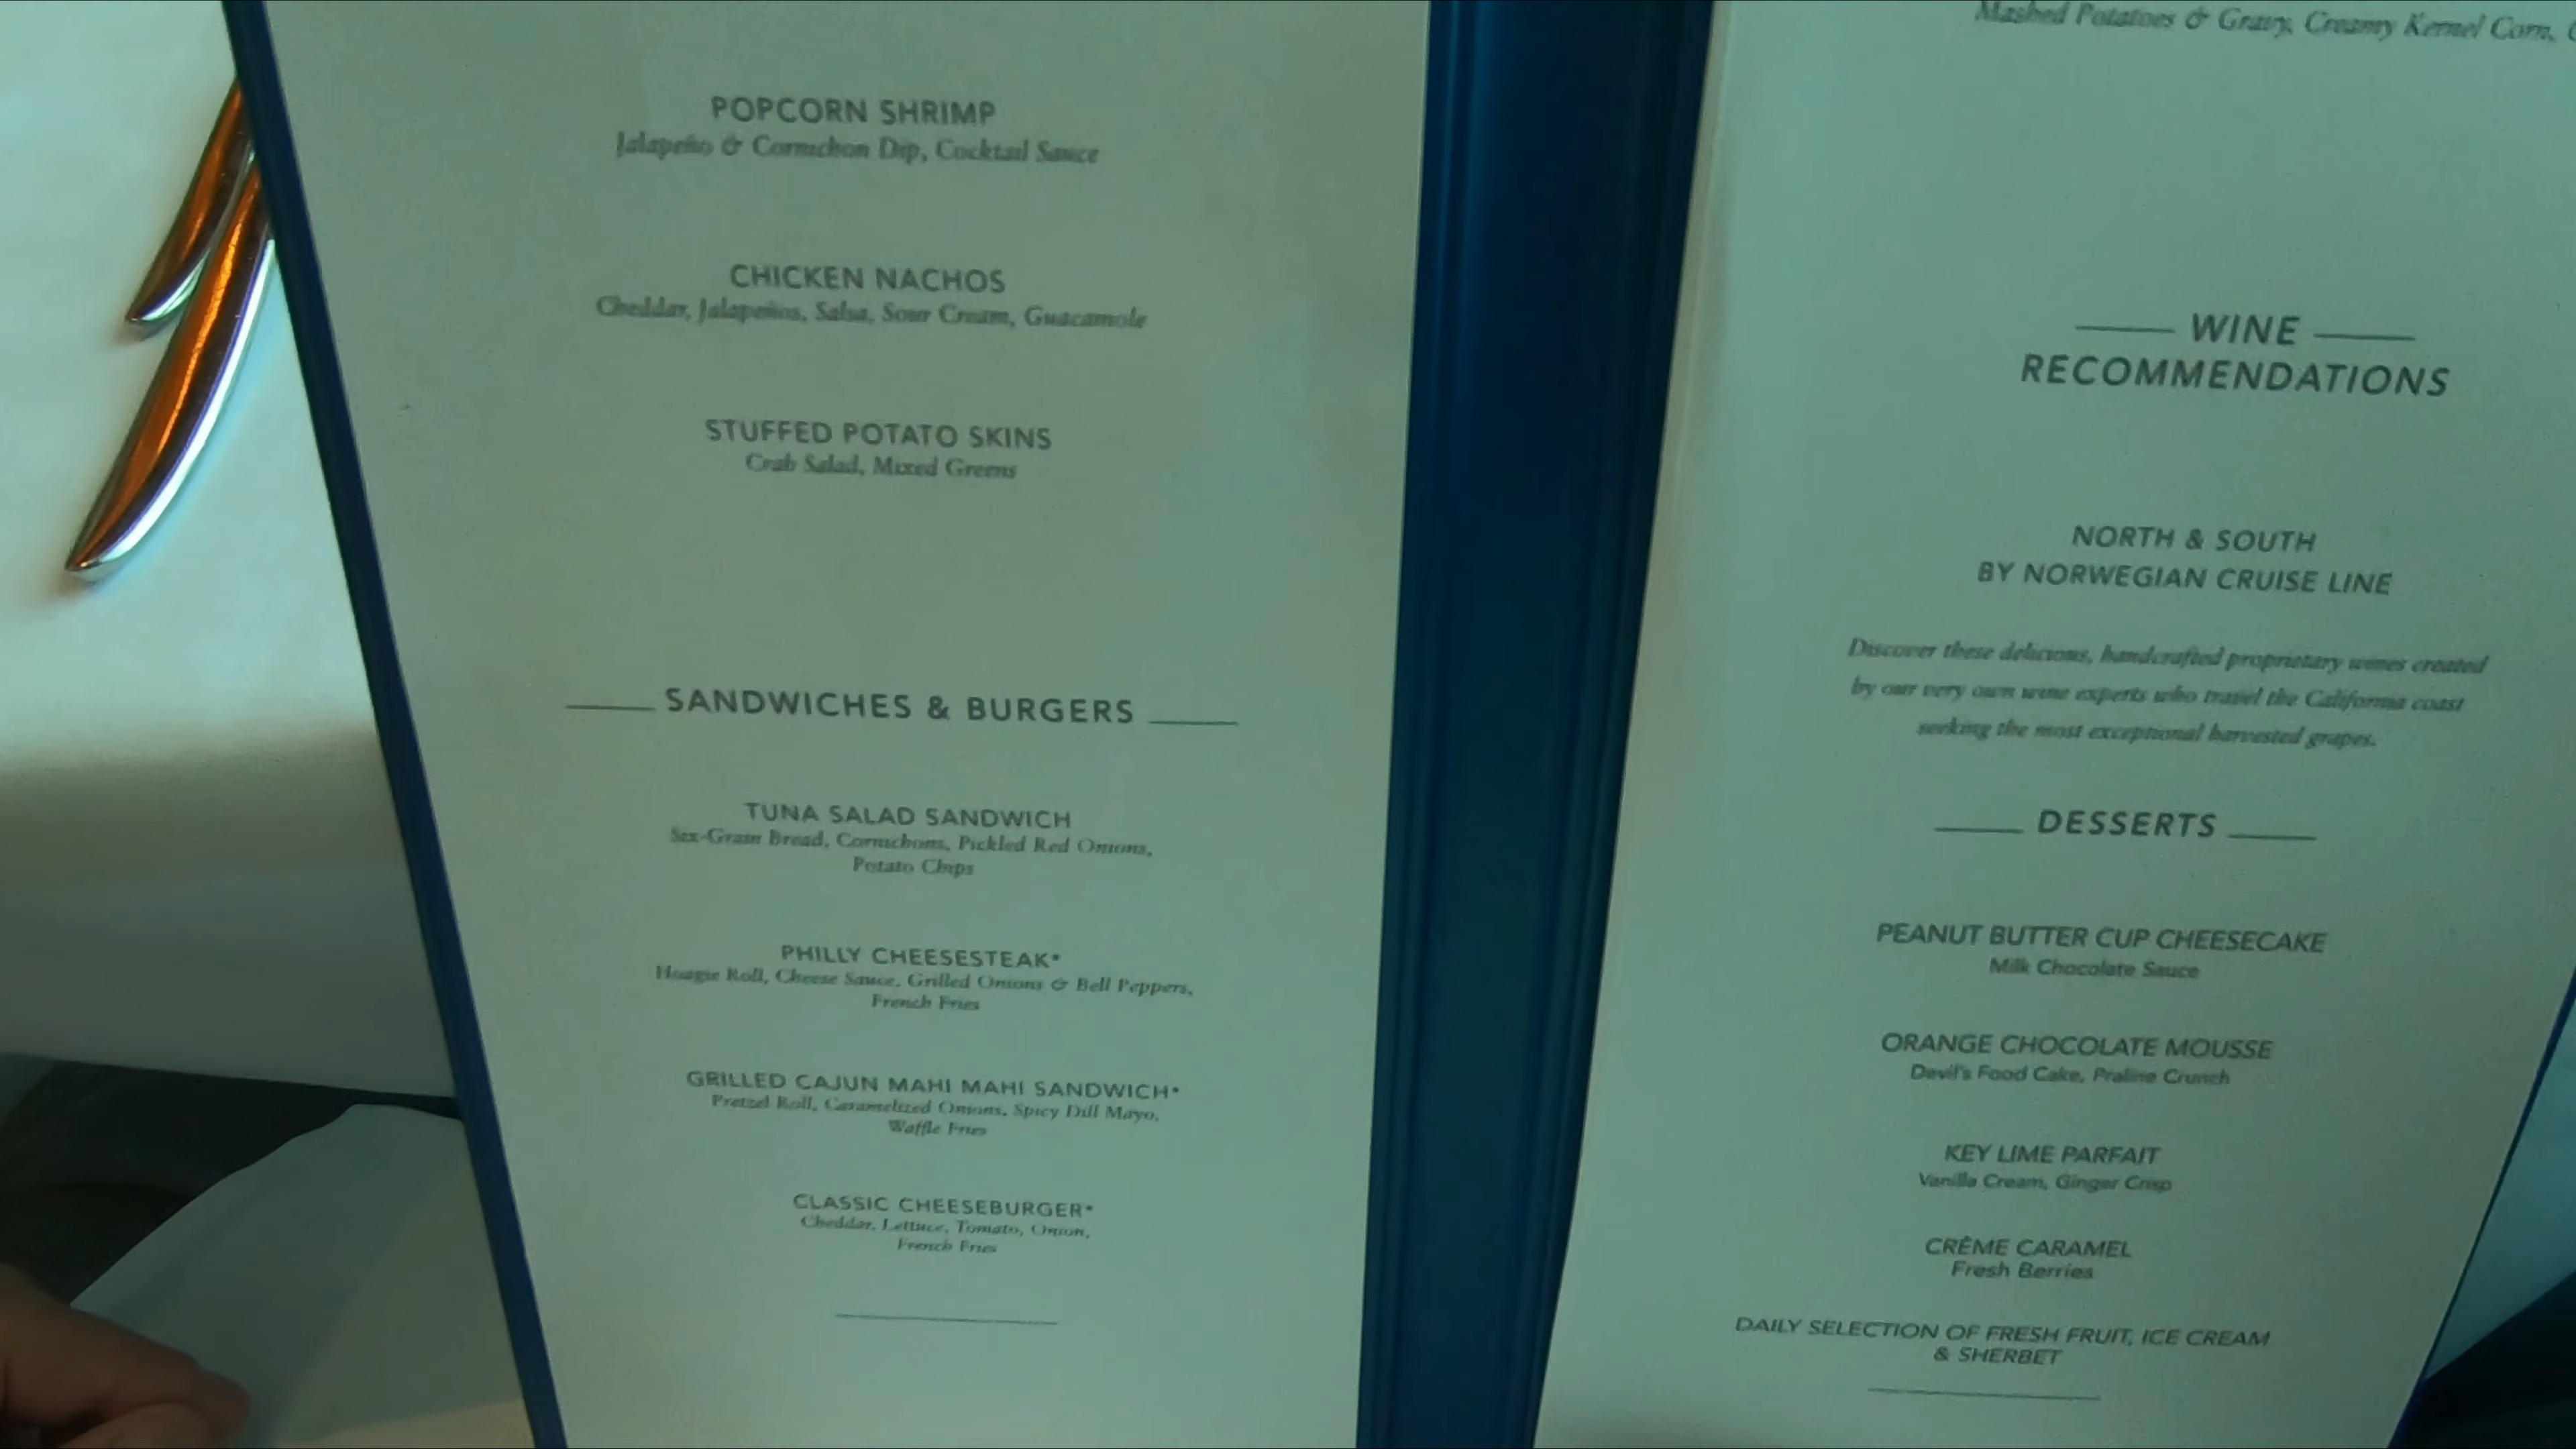 POPCORN SHRIMP
Jalapeño & Cornichon Dip, Cocktail Sauce
CHICKEN NACHOS
Cheddar, Jalapeños, Salsa, Sour Cream, Guacamole
STUFFED POTATO SKINS
Crab Salad, Mixed Greens
SANDWICHES & BURGERS
TUNA SALAD SANDWICH
Six-Grain Bread, Cornichons, Pickled Red Onions,
Potato Chips
PHILLY CHEESESTEAK*
Hoagie Roll, Cheese Sauce, Grilled Onions & Bell Peppers,
French Fries
GRILLED CAJUN MAHI MAHI SANDWICH*
Pretzel Roll, Caramelized Onions, Spicy Dill Mayo,
Waffle Fries
CLASSIC CHEESEBURGER*
Cheddar, Lettuce, Tomato, Onion,
French Fries
Mashed Potatoes & Gravy, Creamy Kernel Corn,
WINE
RECOMMENDATIONS
NORTH & SOUTH
BY NORWEGIAN CRUISE LINE
Discover these delicious, handcrafted proprietary wines created
by our very own wine experts who travel the California coast
seeking the most exceptional harvested grapes.
DESSERTS
PEANUT BUTTER CUP CHEESECAKE
Milk Chocolate Sauce
ORANGE CHOCOLATE MOUSSE
Devil's Food Cake, Praline Crunch
KEY LIME PARFAIT
Vanilla Cream, Ginger Crisp
CRÈME CARAMEL
Fresh Berries
DAILY SELECTION OF FRESH FRUIT, ICE CREAM
& SHERBET